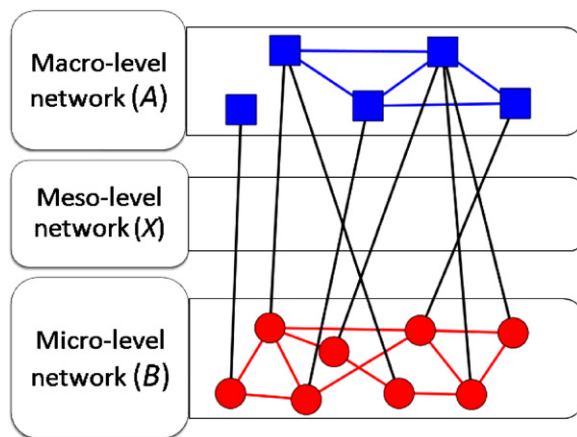 Macro-level
network (A)
Meso-level
network (X)
Micro-level
network (B)